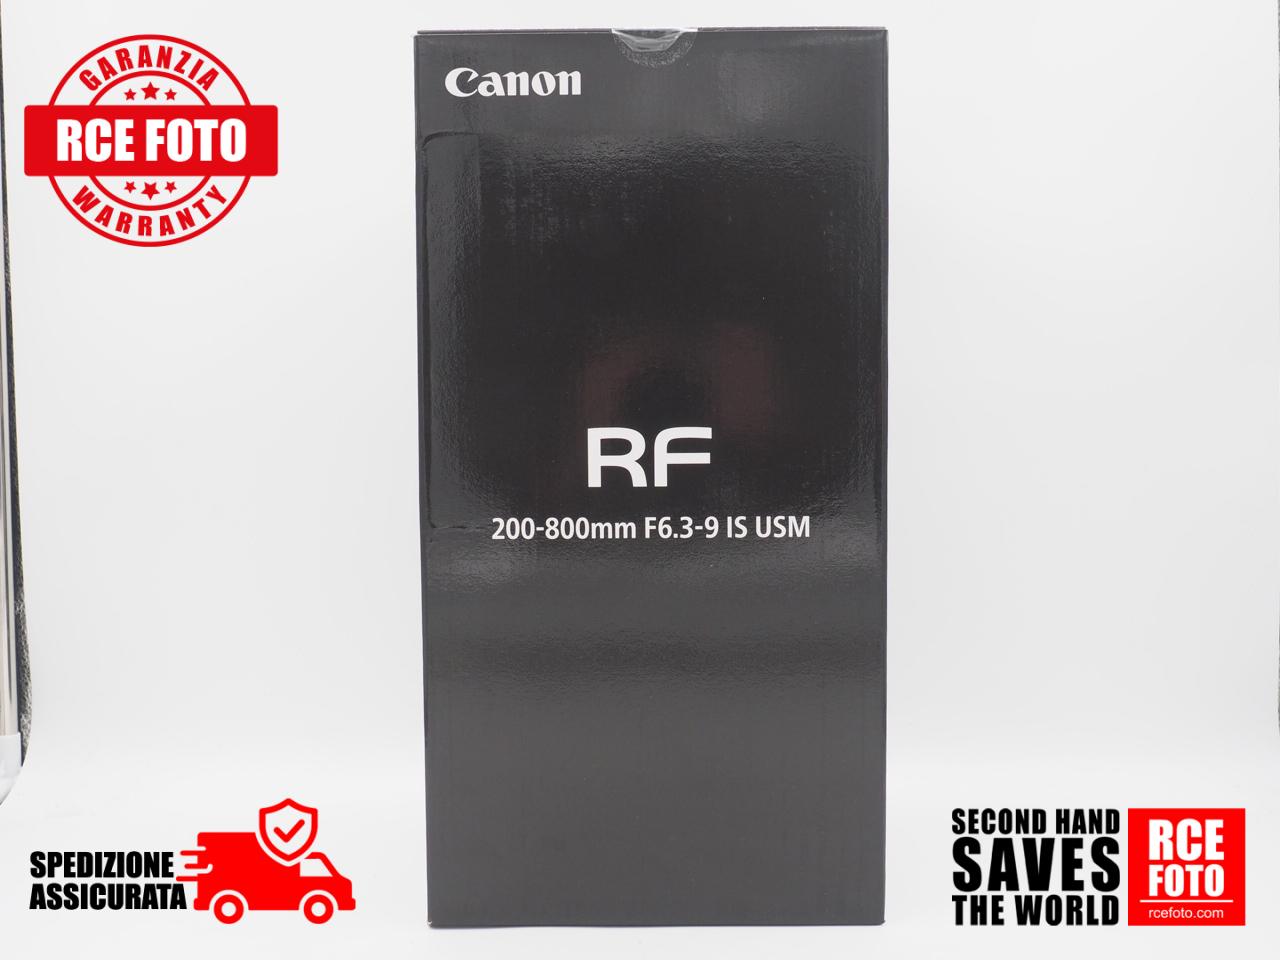 GARANZIA
RCE FOTO
WARRANTY
Canon
RF
200-800mm F6.3-9 IS USM
SPEDIZIONE
ASSICURATA
SECOND HAND
SAVES
THE WORLD
RCE
FOTO
rcefoto.com